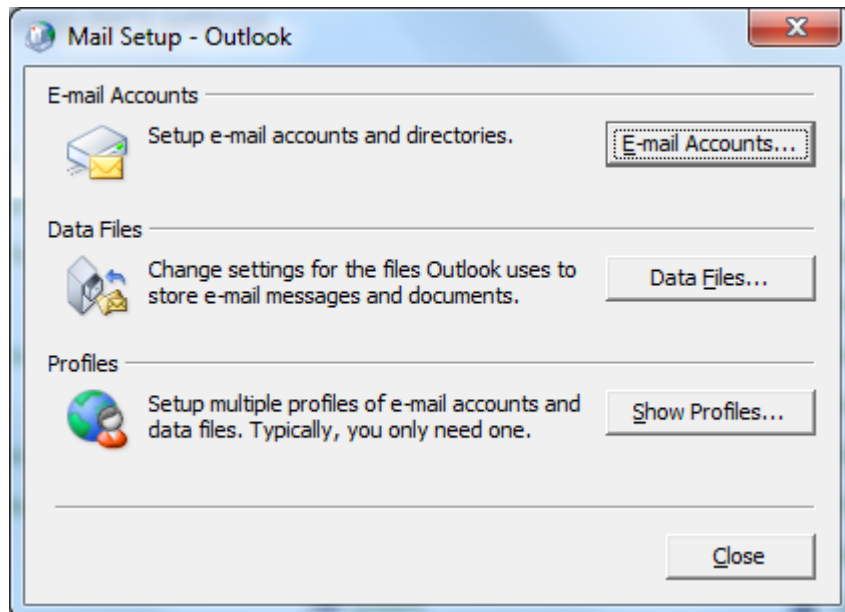 Mail Setup - Outlook
E-mail Accounts
Setup e-mail accounts and directories.
E-mail Accounts...
Data Files
Change settings for the files Outlook uses to
store e-mail messages and documents.
Data Files...
Profiles
Setup multiple profiles of e-mail accounts and
data files. Typically, you only need one.
Show Profiles...
Close